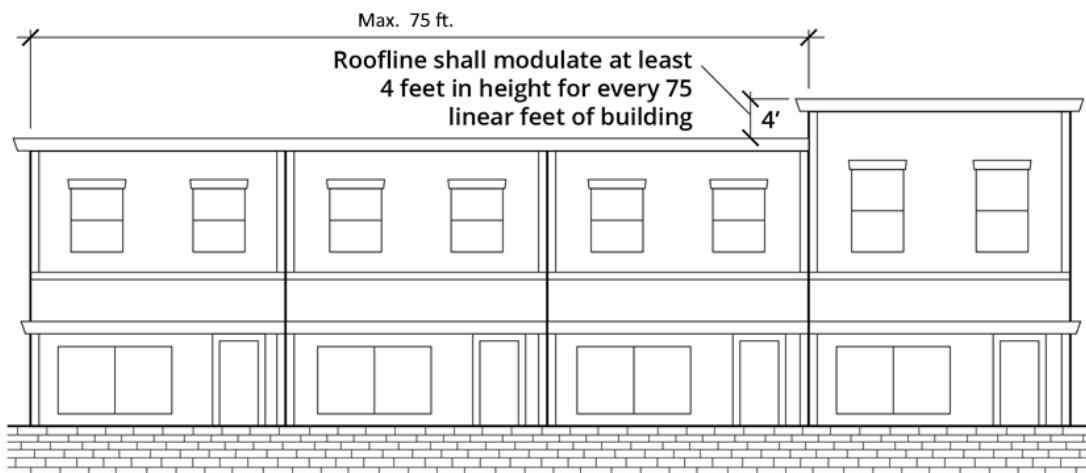 Max. 75 ft.
Roofline shall modulate at least
4 feet in height for every 75
linear feet of building
4’